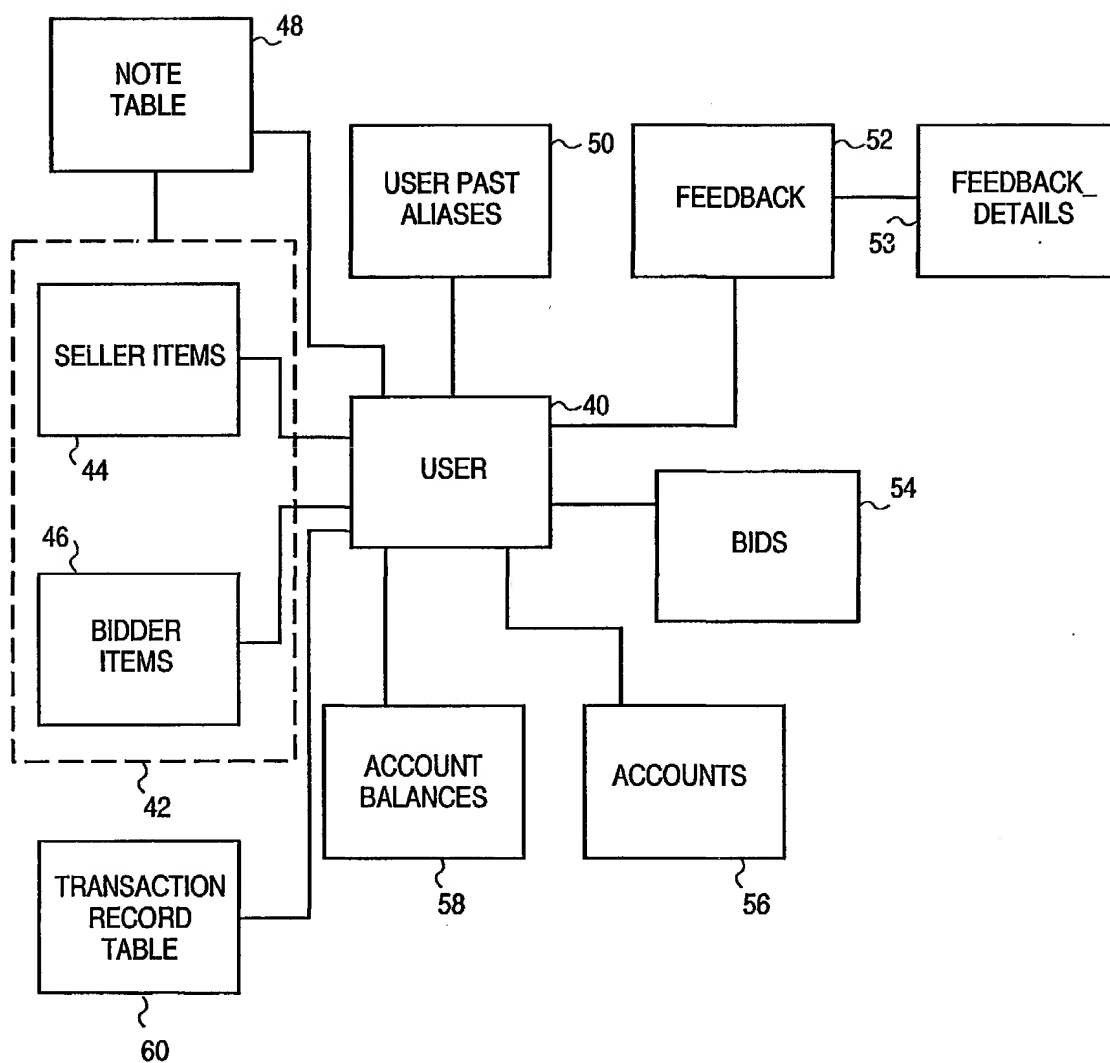 48
NOTE
TABLE
50
USER PAST
ALIASES
52
FEEDBACK
FEEDBACK_
DETAILS
53
SELLER ITEMS
44
40
USER
54
BIDS
46
BIDDER
ITEMS
42
ACCOUNT
BALANCES
58
ACCOUNTS
56
TRANSACTION
RECORD
TABLE
60